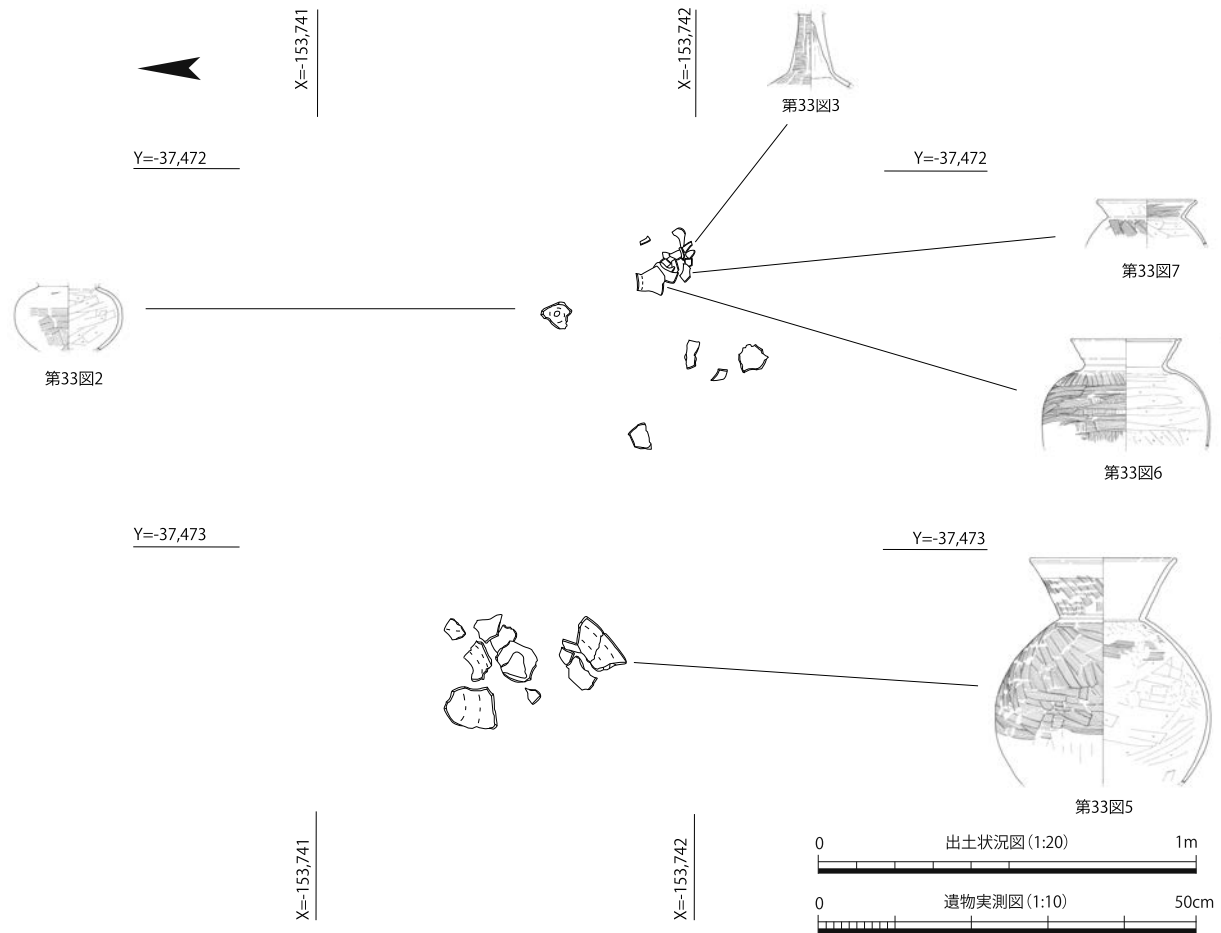 X=-153,741
X=-153,742
第33図3
Y=-37,472
Y=-37,472
第33図7
第33図2
第33図6
Y=-37,473
Y=-37,473
第33図5
X=-153,741
X=-153,742
0 出土状況図(1:20) 1m
0 遺物実測図(1:10) 50cm